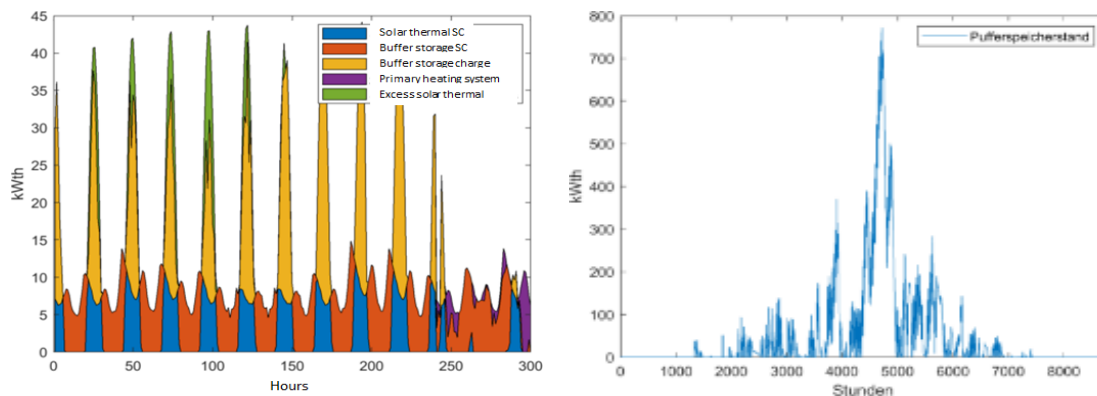 45
40
35
30
25
20
15
10
5
0
kWth
0 50 100 150 200 250 300
Hours
Solar thermal SC
Buffer storage SC
Buffer storage charge
Primary heating system
Excess solar thermal
800
700
600
500
400
300
200
100
0
kWth
0 1000 2000 3000 4000 5000 6000 7000 8000
Stunden
Pufferspeicherstand